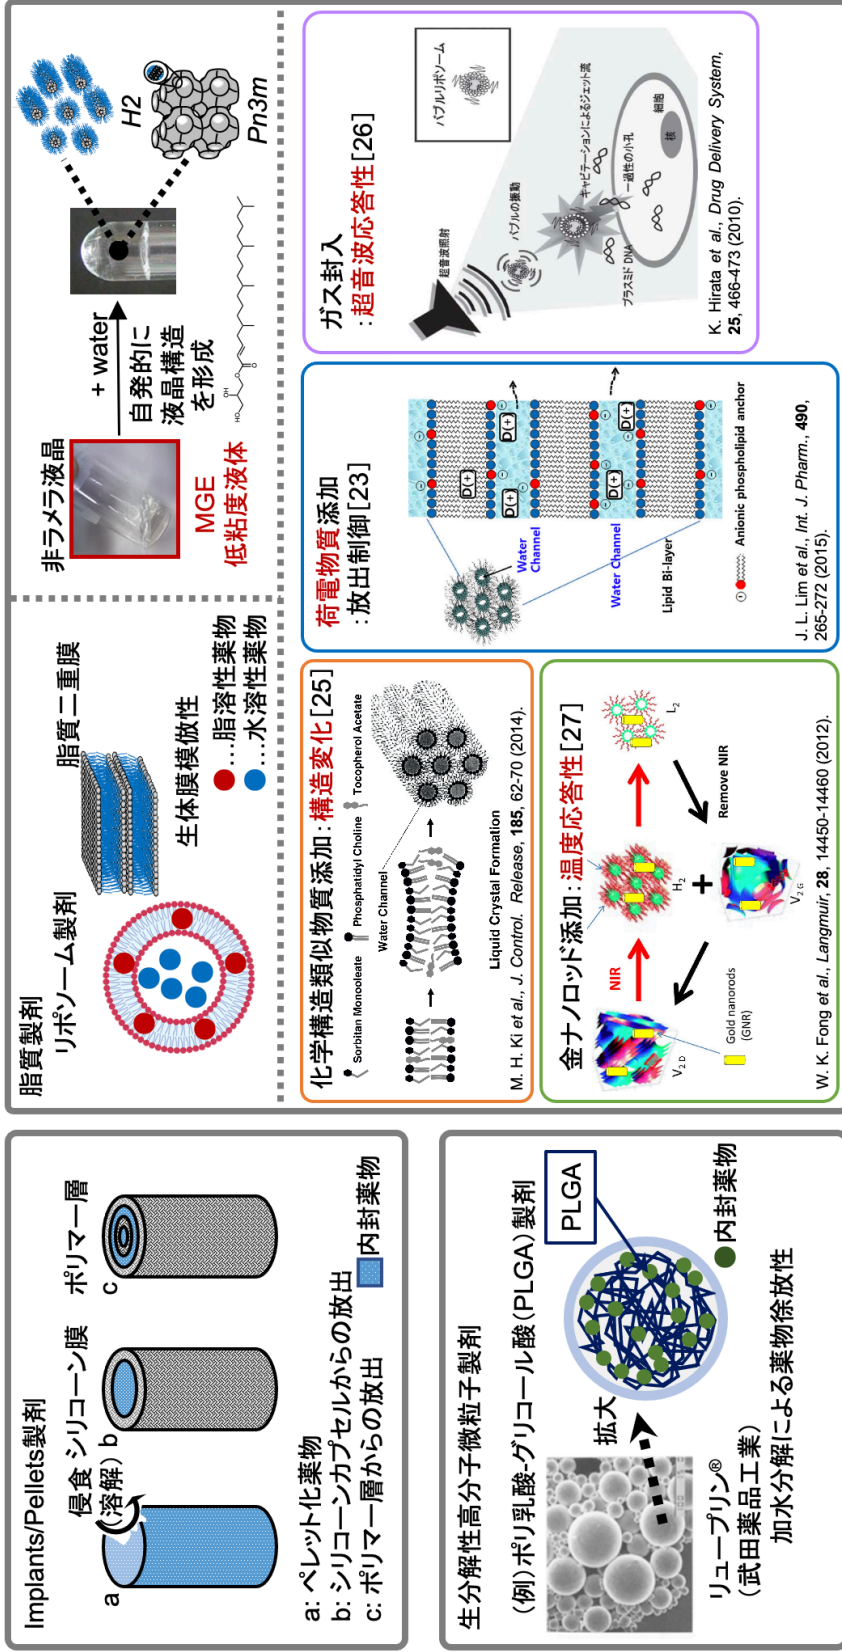 Implants/Pellets製剤
侵食
(溶解)
シリコーン膜
ポリマー層
a
b
c
a: ペレット化薬物
b: シリコーンカプセルからの放出
c: ポリマー層からの放出
内封薬物
生分解性高分子微粒子製剤
(例)ポリ乳酸-グリコール酸(PLGA)製剤
拡大
PLGA
内封薬物
リュープリン®
(武田薬品工業)
加水分解による薬物徐放性
脂質製剤
リポソーム製剤
脂質二重膜
生体膜模倣性
…脂溶性薬物
…水溶性薬物
非ラメラ液晶
MGE
低粘度液体
+ water
自発的に
液晶構造
を形成
HO
OH
O
O
H2
Pn3m
化学構造類似物質添加:構造変化[25]
Sorbitan Monooleate
Phosphatidyl Choline
Tocopherol Acetate
Water Channel
Liquid Crystal Formation
M. H. Ki et al., J. Control. Release, 185, 62-70 (2014).
金ナノロッド添加:温度応答性[27]
NIR
V2 D
H2
L2
+
V2 G
Remove NIR
Gold nanorods
(GNR)
W. K. Fong et al., Langmuir, 28, 14450-14460 (2012).
荷電物質添加
:放出制御[23]
Water
Channel
Water Channel
Lipid Bi-layer
D(+)
D(+)
D(+)
D(+)
D(+)
Anionic phospholipid anchor
J. L. Lim et al., Int. J. Pharm., 490,
265-272 (2015).
ガス封入
:超音波応答性[26]
超音波照射
バブルリポソーム
バブルの振動
キャビテーションによるジェット流
一過性の小孔
プラスミドDNA
細胞
核
K. Hirata et al., Drug Delivery System,
25, 466-473 (2010).